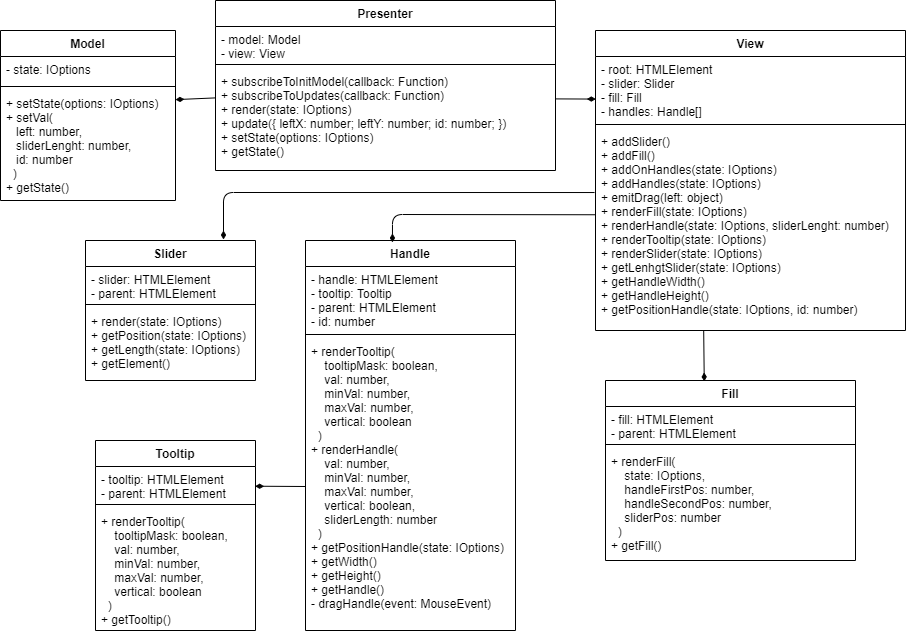 Presenter
- model: Model
- view: View
+ subscribeToInitModel(callback: Function)
+ subscribeToUpdates(callback: Function)
+ render(state: IOptions)
+ update({ leftX: number; leftY: number; id: number; })
+ setState(options: IOptions)
+ getState()
Model
- state: IOptions
+ setState(options: IOptions)
+ setVal(
left: number,
sliderLenght: number,
id: number
)
+ getState()
View
- root: HTMLElement
- slider: Slider
- fill: Fill
- handles: Handle[]
+ addSlider()
+ addFill()
+ addOnHandles(state: IOptions)
+ addHandles(state: IOptions)
+ emitDrag(left: object)
+ renderFill(state: IOptions)
+ renderHandle(state: IOptions, sliderLenght: number)
+ renderTooltip(state: IOptions)
+ renderSlider(state: IOptions)
+ getLenhgtSlider(state: IOptions)
+ getHandleWidth()
+ getHandleHeight()
+ getPositionHandle(state: IOptions, id: number)
Slider
- slider: HTMLElement
- parent: HTMLElement
+ render(state: IOptions)
+ getPosition(state: IOptions)
+ getLength(state: IOptions)
+ getElement()
Handle
- handle: HTMLElement
- tooltip: Tooltip
- parent: HTMLElement
- id: number
+ renderTooltip(
tooltipMask: boolean,
val: number,
minVal: number,
maxVal: number,
vertical: boolean
)
+ renderHandle(
val: number,
minVal: number,
maxVal: number,
vertical: boolean,
sliderLength: number
)
+ getPositionHandle(state: IOptions)
+ getWidth()
+ getHeight()
+ getHandle()
- dragHandle(event: MouseEvent)
Fill
- fill: HTMLElement
- parent: HTMLElement
+ renderFill(
state: IOptions,
handleFirstPos: number,
handleSecondPos: number,
sliderPos: number
)
+ getFill()
Tooltip
- tooltip: HTMLElement
- parent: HTMLElement
+ renderTooltip(
tooltipMask: boolean,
val: number,
minVal: number,
maxVal: number,
vertical: boolean
)
+ getTooltip()